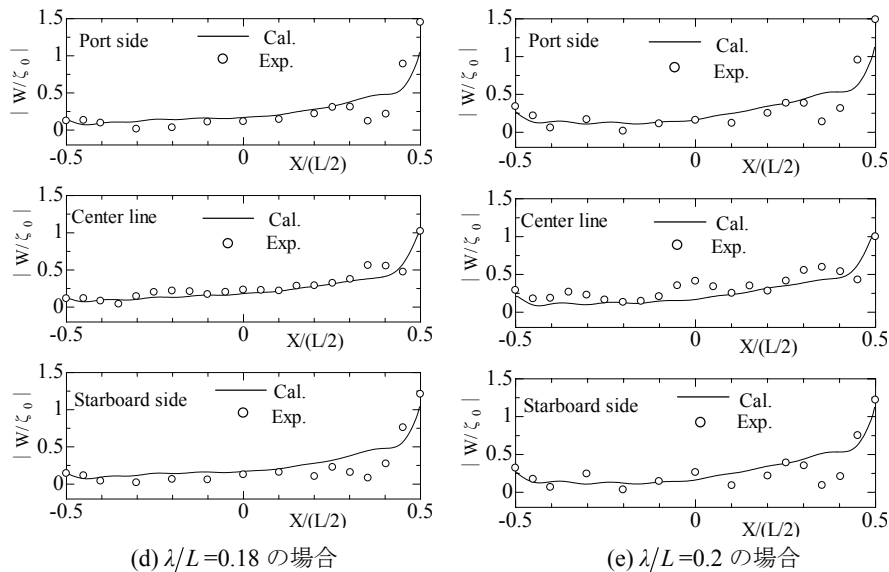 1.5
1
0.5
0
| W/ζ₀ |
Port side
Cal.
Exp.
-0.5
0
0.5
X/(L/2)
1.5
1
0.5
0
| W/ζ₀ |
Center line
Cal.
Exp.
-0.5
0
0.5
X/(L/2)
1.5
1
0.5
0
| W/ζ₀ |
Starboard side
Cal.
Exp.
-0.5
0
0.5
X/(L/2)
(d) λ/L =0.18 の場合
1.5
1
0.5
0
| W/ζ₀ |
Port side
Cal.
Exp.
-0.5
0
0.5
X/(L/2)
1.5
1
0.5
0
| W/ζ₀ |
Center line
Cal.
Exp.
-0.5
0
0.5
X/(L/2)
1.5
1
0.5
0
| W/ζ₀ |
Starboard side
Cal.
Exp.
-0.5
0
0.5
X/(L/2)
(e) λ/L =0.2 の場合